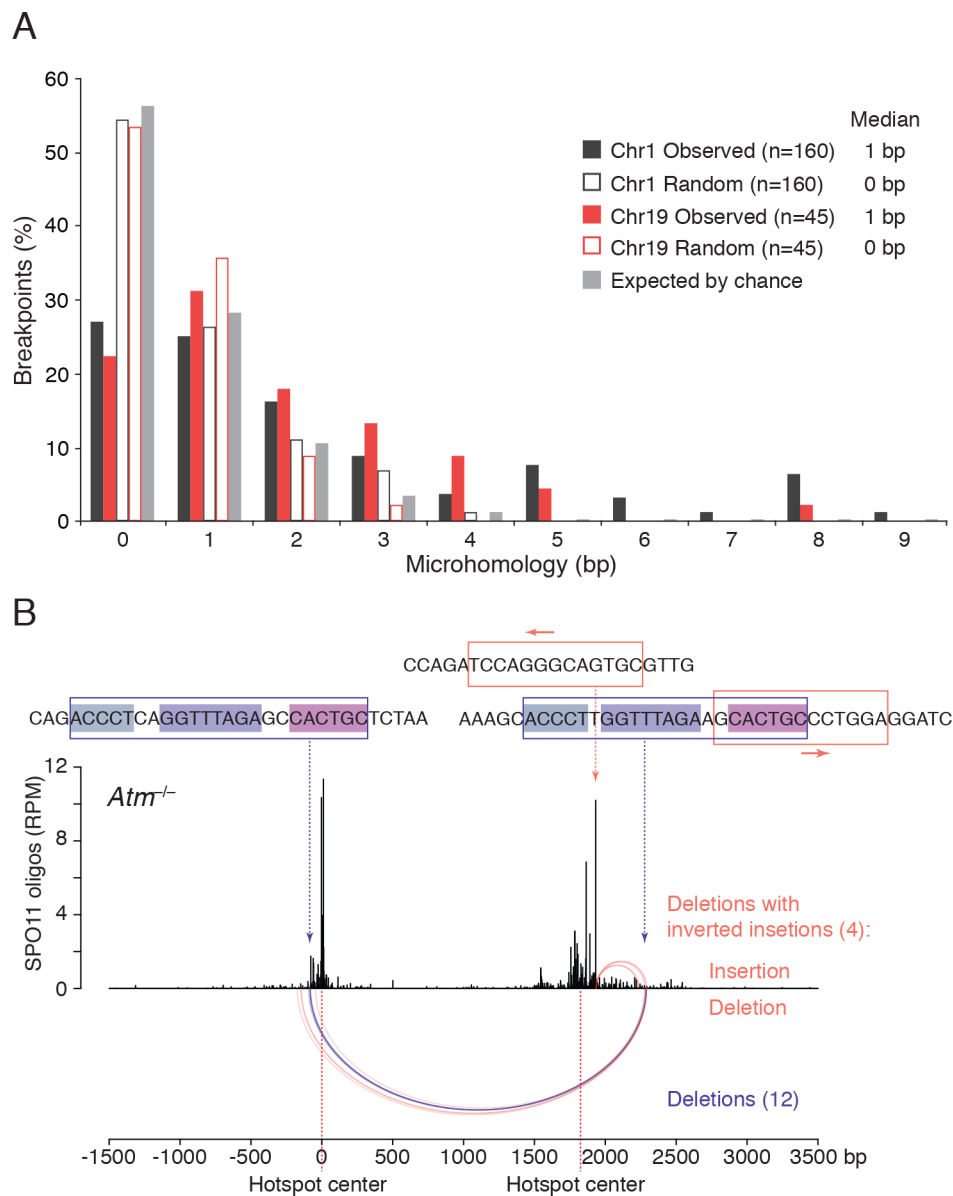 A
60
50
40
30
20
10
0
Breakpoints (%)
Median
Chr1 Observed (n=160) 1 bp
Chr1 Random (n=160) 0 bp
Chr19 Observed (n=45) 1 bp
Chr19 Random (n=45) 0 bp
Expected by chance
0 1 2 3 4 5 6 7 8 9
Microhomology (bp)
B
CCAGATCCAGGGCAGTGCGTTG
CAGACCCTCAGGTTTAGAGCCACTGCTCTAA AAAGCACCCTTGGTTTAGAAGCACTGCCCTGGAGGATC
12
8
4
0
SPO11 oligos (RPM)
Atm–/–
Deletions with
inverted insetions (4):
Insertion
Deletion
Deletions (12)
-1500 -1000 -500 0 500 1000 1500 2000 2500 3000 3500 bp
Hotspot center Hotspot center